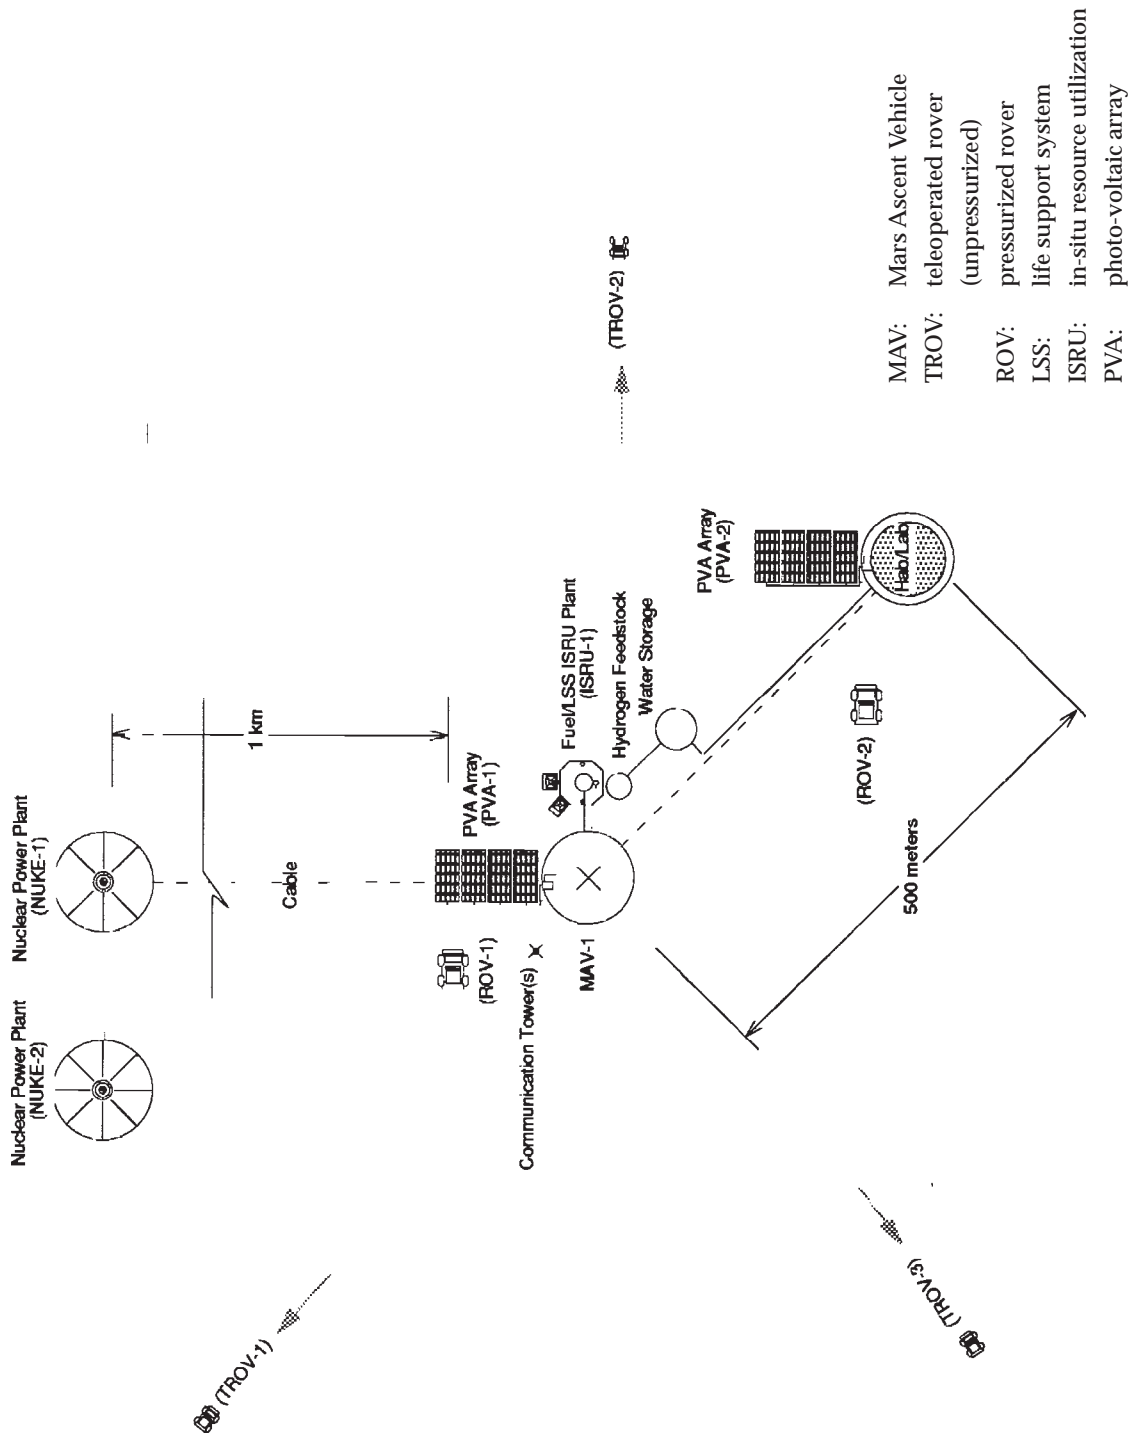 Nuclear Power Plant
(NUKE-2)
Nuclear Power Plant
(NUKE-1)
Cable
1 km
(TROV-1)
(ROV-1)
PVA Array
(PVA-1)
Communication Tower(s)
MAV-1
Fuel/LSS ISRU Plant
(ISRU-1)
Hydrogen Feedstock
Water Storage
(TROV-2)
PVA Array
(PVA-2)
Hab/Lab
(ROV-2)
500 meters
(TROV-3)
MAV: Mars Ascent Vehicle
TROV: teleoperated rover
(unpressurized)
ROV: pressurized rover
LSS: life support system
ISRU: in-situ resource utilization
PVA: photo-voltaic array